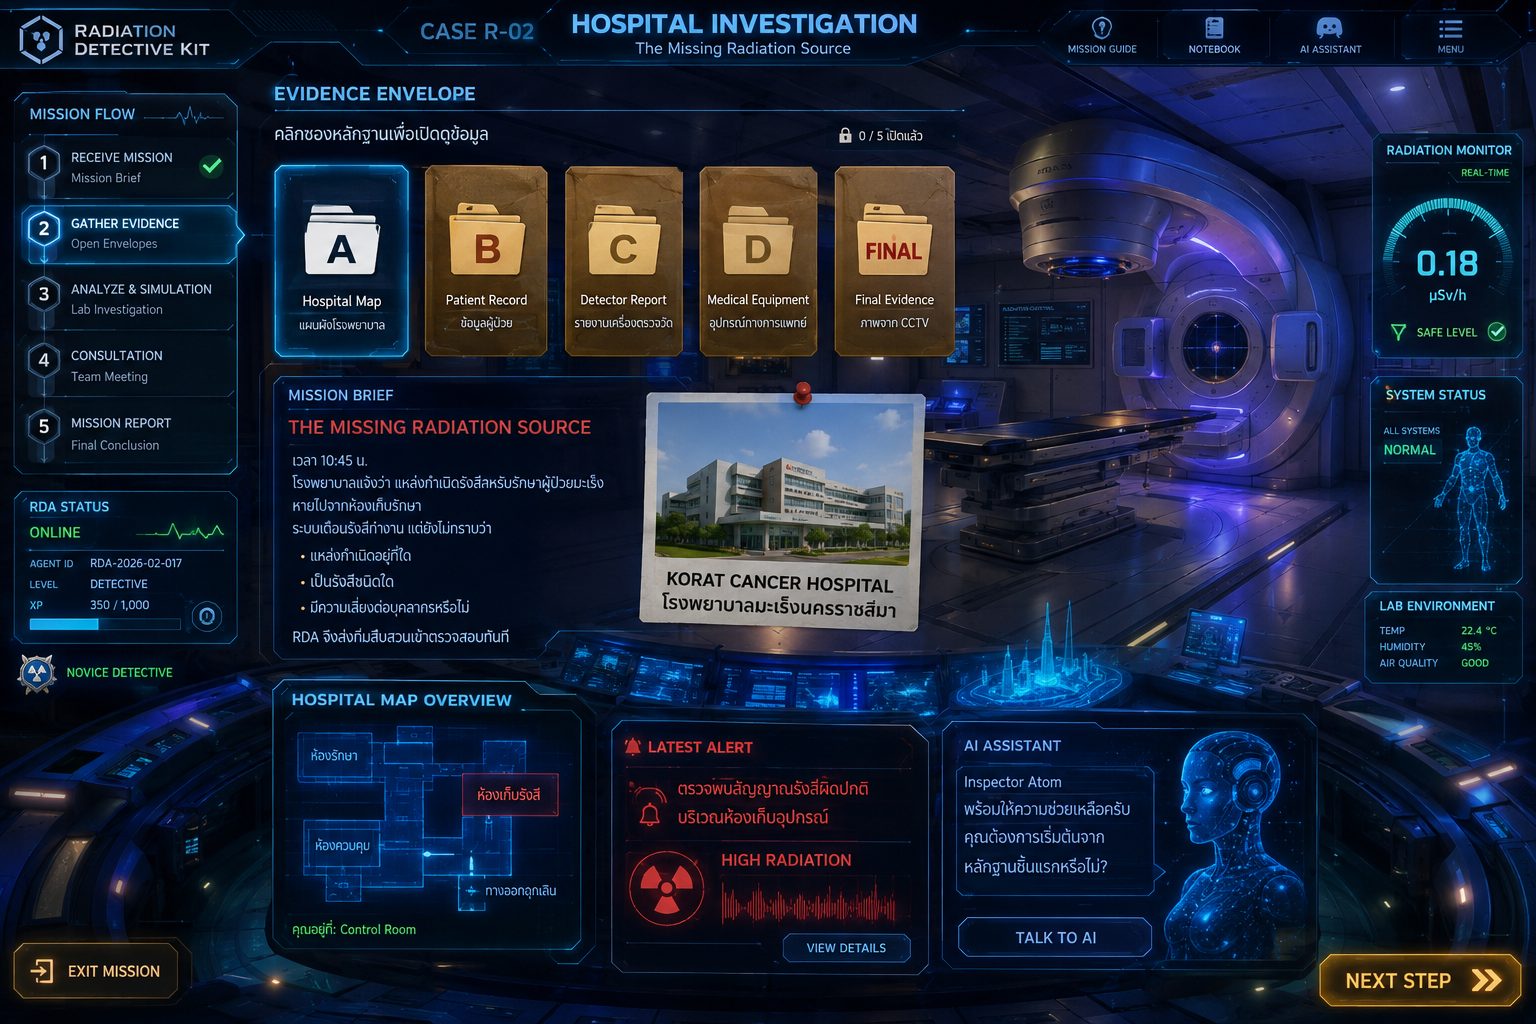 RADIATION
DETECTIVE KIT
CASE R-02
HOSPITAL INVESTIGATION
The Missing Radiation Source
MISSION GUIDE
NOTEBOOK
AI ASSISTANT
MENU
MISSION FLOW
1
RECEIVE MISSION
Mission Brief
2
GATHER EVIDENCE
Open Envelopes
3
ANALYZE & SIMULATION
Lab Investigation
4
CONSULTATION
Team Meeting
5
MISSION REPORT
Final Conclusion
RDA STATUS
ONLINE
AGENT ID RDA-2026-02-017
LEVEL DETECTIVE
XP 350 / 1,000
NOVICE DETECTIVE
EXIT MISSION
EVIDENCE ENVELOPE
คลิกซองหลักฐานเพื่อเปิดดูข้อมูล
0 / 5 เปิดแล้ว
A
Hospital Map
แผนผังโรงพยาบาล
B
Patient Record
ข้อมูลผู้ป่วย
C
Detector Report
รายงานเครื่องตรวจวัด
D
Medical Equipment
อุปกรณ์ทางการแพทย์
FINAL
Final Evidence
ภาพจาก CCTV
MISSION BRIEF
THE MISSING RADIATION SOURCE
เวลา 10:45 น.
โรงพยาบาลแจ้งว่า แหล่งกำเนิดรังสีสหรับรักษาผู้ป่วยมะเร็ง
หายไปจากห้องเก็บรักษา
ระบบเตือนรังสีทำงาน แต่ยังไม่ทราบว่า
• แหล่งกำเนิดอยู่ที่ใด
• เป็นรังสีชนิดใด
• มีความเสี่ยงต่อบุคลากรหรือไม่
RDA จึงส่งทีมสืบสวนเข้าตรวจสอบทันที
KORAT CANCER HOSPITAL
โรงพยาบาลมะเร็งนครราชสีมา
RADIATION MONITOR
REAL-TIME
0.18
μSv/h
SAFE LEVEL
SYSTEM STATUS
ALL SYSTEMS
NORMAL
LAB ENVIRONMENT
TEMP 22.4 °C
HUMIDITY 45%
AIR QUALITY GOOD
HOSPITAL MAP OVERVIEW
ห้องรักษา
ห้องเก็บรังสี
ห้องควบคุม
ทางออกฉุกเฉิน
คุณอยู่ที่: Control Room
LATEST ALERT
ตรวจพบสัญญาณรังสีผิดปกติ
บริเวณห้องเก็บอุปกรณ์
HIGH RADIATION
VIEW DETAILS
AI ASSISTANT
Inspector Atom
พร้อมให้ความช่วยเหลือครับ
คุณต้องการเริ่มต้นจาก
หลักฐานชิ้นแรกหรือไม่?
TALK TO AI
NEXT STEP